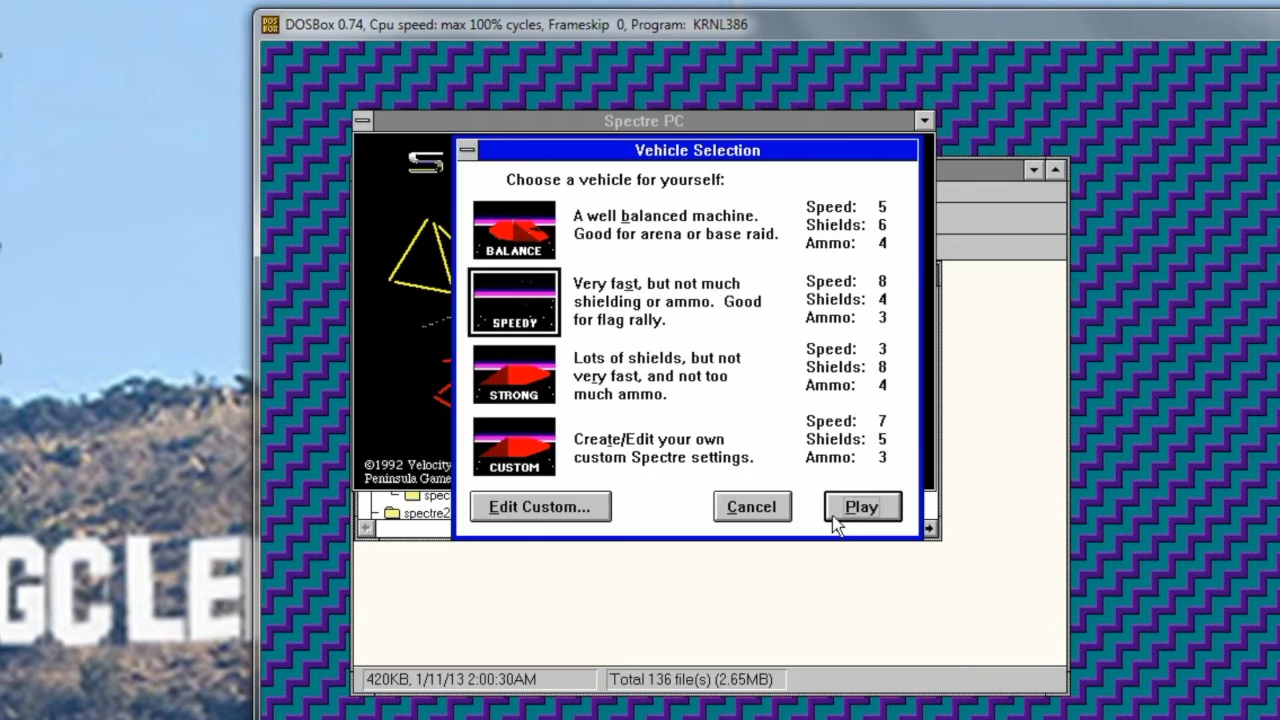 DOSBox 0.74, Cpu speed: max 100% cycles, Frameskip 0, Program: KRNL386
Spectre PC
Vehicle Selection
Choose a vehicle for yourself:
BALANCE
A well balanced machine.
Good for arena or base raid.
Speed: 5
Shields: 6
Ammo: 4
SPEEDY
Very fast, but not much
shielding or ammo. Good
for flag rally.
Speed: 8
Shields: 4
Ammo: 3
STRONG
Lots of shields, but not
very fast, and not too
much ammo.
Speed: 3
Shields: 8
Ammo: 4
CUSTOM
Create/Edit your own
custom Spectre settings.
Speed: 7
Shields: 5
Ammo: 3
©1992 Velocity
Peninsula Game
spec
spectre2
Edit Custom...
Cancel
Play
GCLE
420KB, 1/11/13 2:00:30AM
Total 136 file(s) (2.65MB)